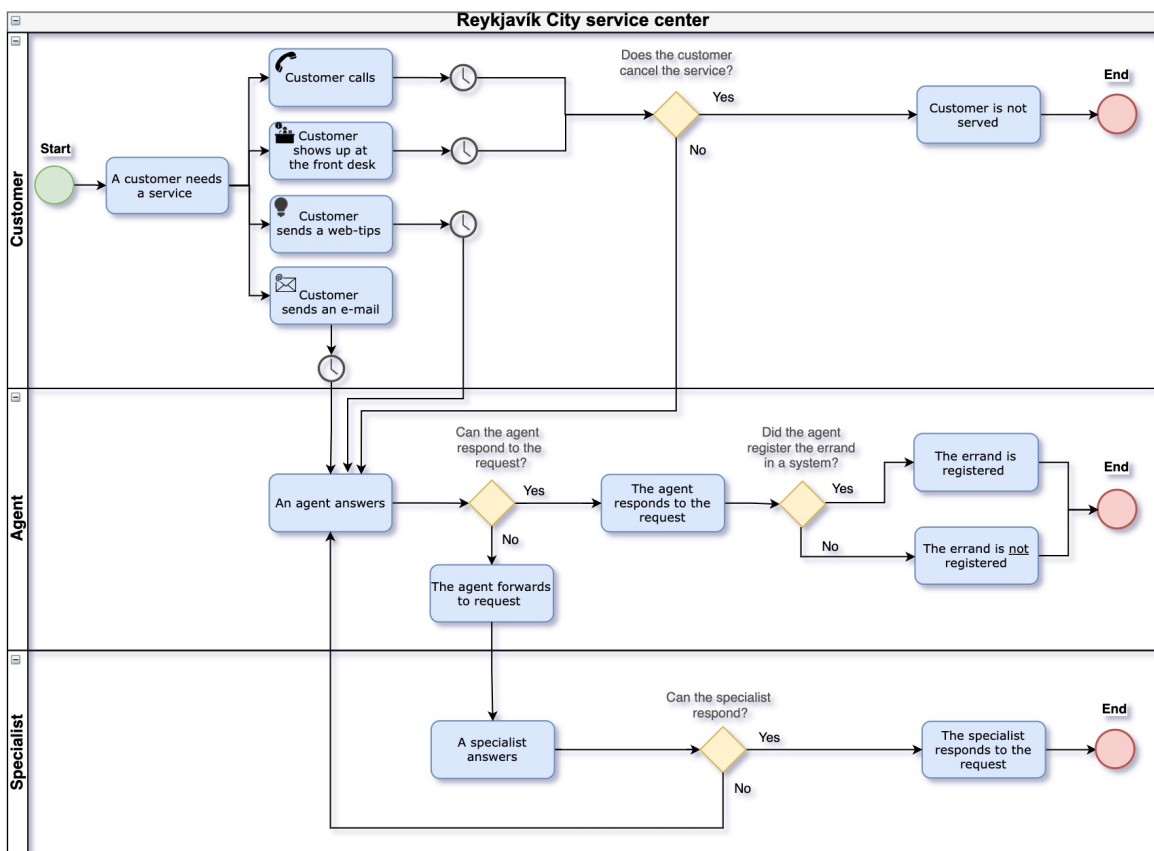 Reykjavík City service center
Customer
Start
A customer needs
a service
Customer calls
Customer
shows up at
the front desk
Customer
sends a web-tips
Customer
sends an e-mail
Does the customer
cancel the service?
Yes
No
Customer is not
served
End
Agent
An agent answers
Can the agent
respond to the
request?
Yes
No
The agent forwards
to request
The agent
responds to the
request
Did the agent
register the errand
in a system?
Yes
No
The errand is
registered
The errand is not
registered
End
Specialist
A specialist
answers
Can the specialist
respond?
Yes
No
The specialist
responds to the
request
End